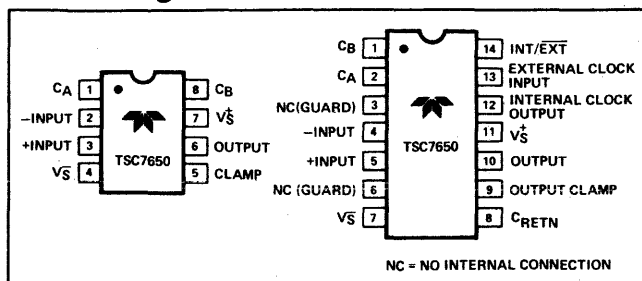 CA 1
8 CB
–INPUT 2
7 VS+
+INPUT 3
6 OUTPUT
VS– 4
5 CLAMP
TSC7650
CB 1
14 INT/EXT
CA 2
13 EXTERNAL CLOCK
INPUT
NC(GUARD) 3
12 INTERNAL CLOCK
OUTPUT
–INPUT 4
11 VS+
+INPUT 5
10 OUTPUT
NC (GUARD) 6
9 OUTPUT CLAMP
VS– 7
8 CRETN
TSC7650
NC = NO INTERNAL CONNECTION